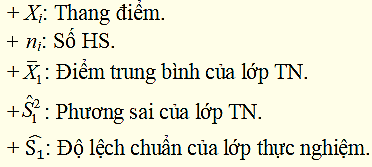 + Xᵢ: Thang điểm.
+ nᵢ: Số HS.
+ X̄₁: Điểm trung bình của lớp TN.
+Ŝ₁²: Phương sai của lớp TN.
+ Ŝ₁: Độ lệch chuẩn của lớp thực nghiệm.